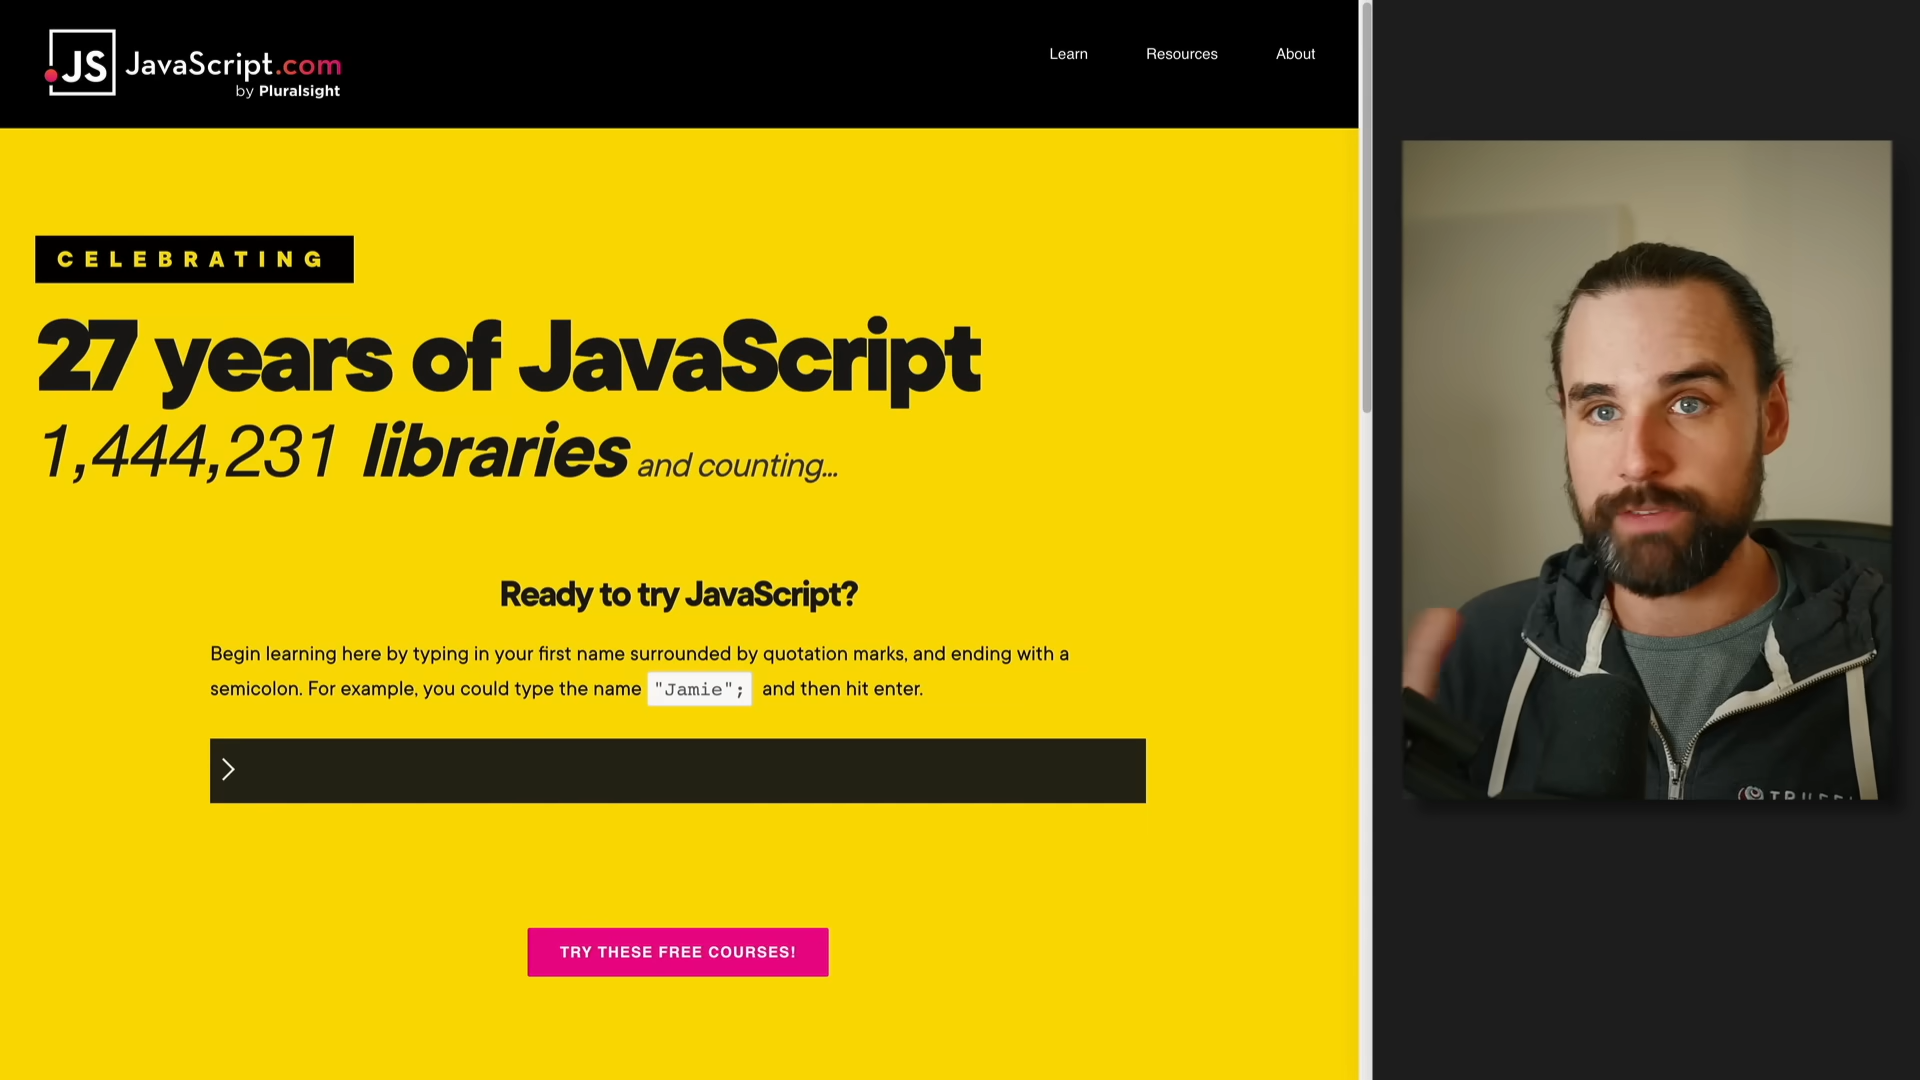 JS JavaScript.com
by Pluralsight
Learn
Resources
About
CELEBRATING
27 years of JavaScript
1,444,231 libraries and counting...
Ready to try JavaScript?
Begin learning here by typing in your first name surrounded by quotation marks, and ending with a
semicolon. For example, you could type the name "Jamie"; and then hit enter.
TRY THESE FREE COURSES!